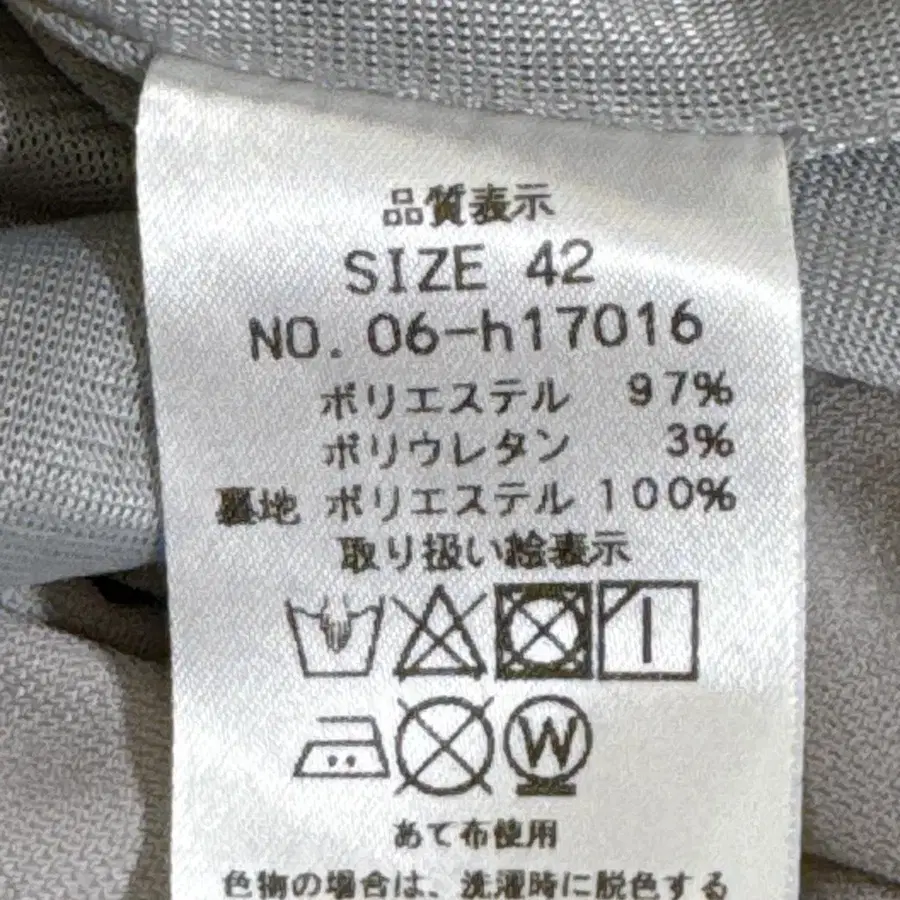 品質表示
SIZE 42
NO. 06-h17016
ポリエステル 97%
ポリウレタン 3%
裏地 ポリエステル 100%
取り扱い絵表示
W
あて布使用
色物の場合は、洗濯時に脱色する